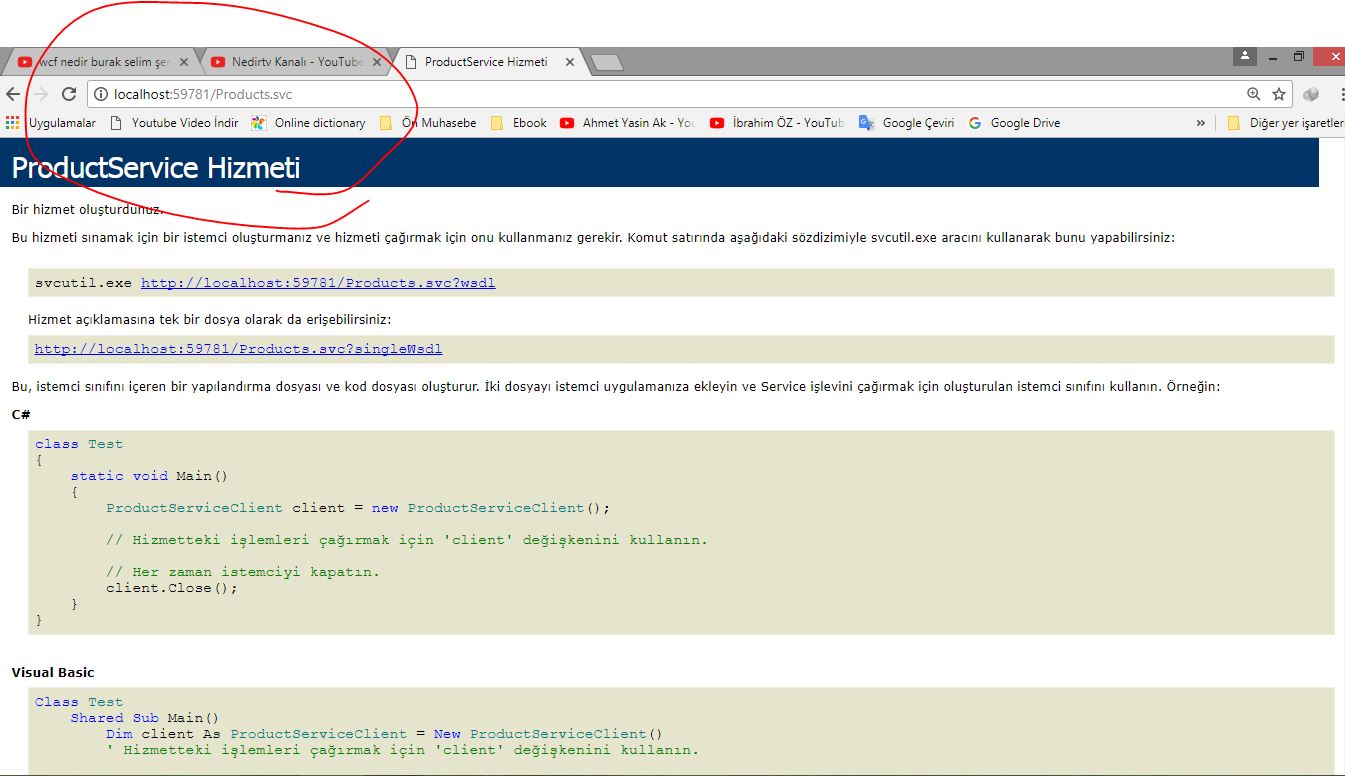 wcf nedir burak selim şer
Nedirtv Kanalı - YouTube
ProductService Hizmeti
localhost:59781/Products.svc
Uygulamalar
Youtube Video İndir
Online dictionary
Ön Muhasebe
Ebook
Ahmet Yasin Ak - You
İbrahim ÖZ - YouTub
Google Çeviri
Google Drive
»
Diğer yer işaretler
ProductService Hizmeti
Bir hizmet oluşturdunuz.
Bu hizmeti sınamak için bir istemci oluşturmanız ve hizmeti çağırmak için onu kullanmanız gerekir. Komut satırında aşağıdaki sözdizimiyle svcutil.exe aracını kullanarak bunu yapabilirsiniz:
svcutil.exe http://localhost:59781/Products.svc?wsdl
Hizmet açıklamasına tek bir dosya olarak da erişebilirsiniz:
http://localhost:59781/Products.svc?singleWsdl
Bu, istemci sınıfını içeren bir yapılandırma dosyası ve kod dosyası oluşturur. İki dosyayı istemci uygulamanıza ekleyin ve Service işlevini çağırmak için oluşturulan istemci sınıfını kullanın. Örneğin:
C#
class Test
{
static void Main()
{
ProductServiceClient client = new ProductServiceClient();
// Hizmetteki işlemleri çağırmak için 'client' değişkenini kullanın.
// Her zaman istemciyi kapatın.
client.Close();
}
}
Visual Basic
Class Test
Shared Sub Main()
Dim client As ProductServiceClient = New ProductServiceClient()
' Hizmetteki işlemleri çağırmak için 'client' değişkenini kullanın.